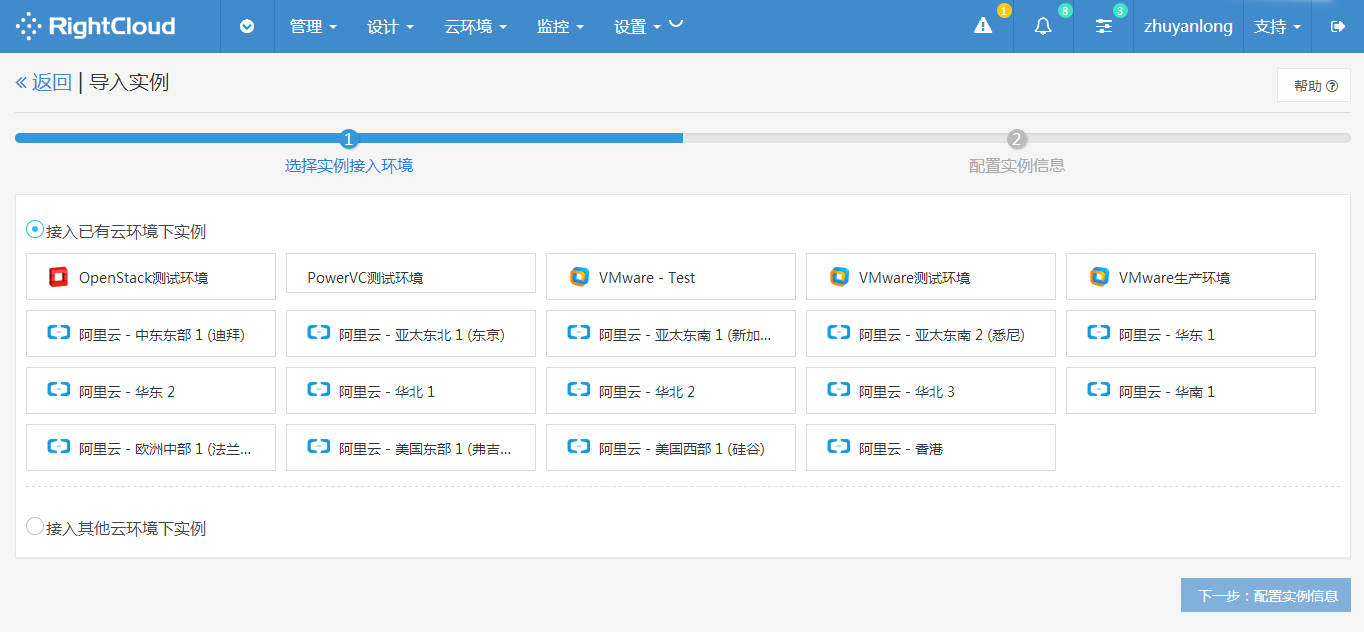 RightCloud 管理 设计 云环境 监控 设置 1 8 3 zhuyanlong 支持
« 返回 | 导入实例 帮助
1 2
选择实例接入环境 配置实例信息
接入已有云环境下实例
OpenStack测试环境 PowerVC测试环境 VMware - Test VMware测试环境 VMware生产环境
阿里云 - 中东东部 1 (迪拜) 阿里云 - 亚太东北 1 (东京) 阿里云 - 亚太东南 1 (新加... 阿里云 - 亚太东南 2 (悉尼) 阿里云 - 华东 1
阿里云 - 华东 2 阿里云 - 华北 1 阿里云 - 华北 2 阿里云 - 华北 3 阿里云 - 华南 1
阿里云 - 欧洲中部 1 (法兰... 阿里云 - 美国东部 1 (弗吉... 阿里云 - 美国西部 1 (硅谷) 阿里云 - 香港
接入其他云环境下实例
下一步：配置实例信息